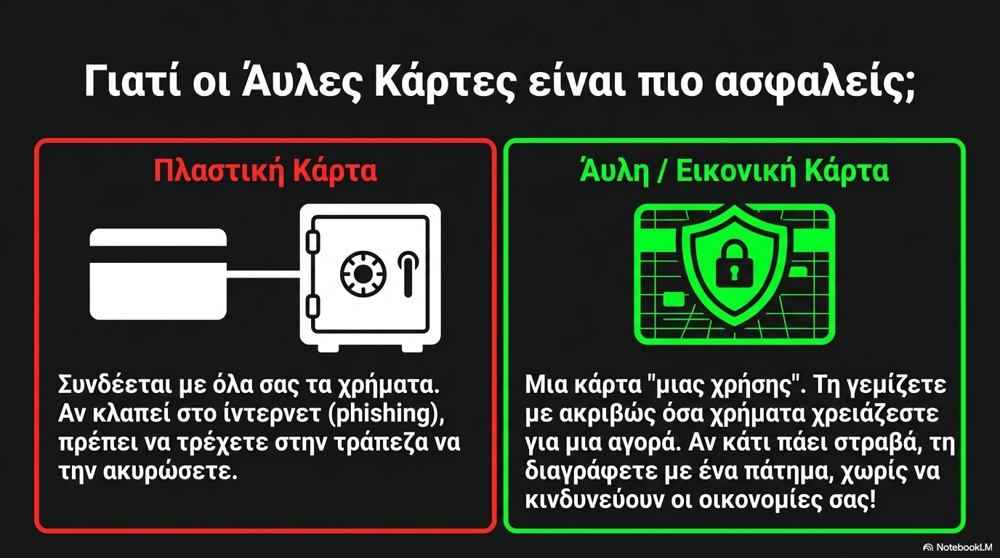 Γιατί οι Άυλες Κάρτες είναι πιο ασφαλείς;
Πλαστική Κάρτα
Συνδέεται με όλα σας τα χρήματα.
Αν κλαπεί στο ίντερνετ (phishing),
πρέπει να τρέχετε στην τράπεζα να
την ακυρώσετε.
Άυλη / Εικονική Κάρτα
Μια κάρτα "μιας χρήσης". Τη γεμίζετε
με ακριβώς όσα χρήματα χρειάζεστε
για μια αγορά. Αν κάτι πάει στραβά, τη
διαγράφετε με ένα πάτημα, χωρίς να
κινδυνεύουν οι οικονομίες σας!
NotebookLM